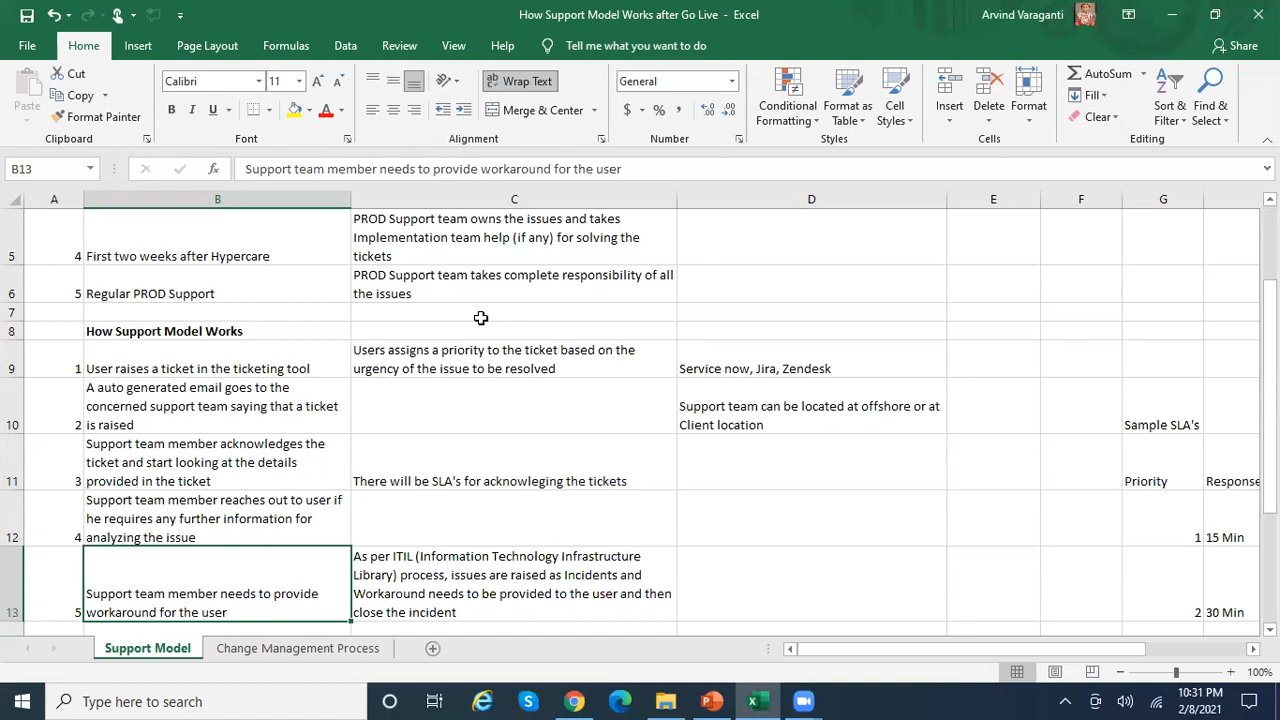 How Support Model Works after Go Live - Excel
Arvind Varaganti
File Home Insert Page Layout Formulas Data Review View Help Tell me what you want to do Share
Paste
Cut
Copy
Format Painter
Clipboard
Calibri 11
B I U
Font
Wrap Text
Merge & Center
Alignment
General
$ % ,
Number
Conditional Formatting
Format as Table
Cell Styles
Styles
Insert Delete Format
Cells
AutoSum
Fill
Clear
Sort & Filter
Find & Select
Editing
B13 fx Support team member needs to provide workaround for the user
A B C D E F G
PROD Support team owns the issues and takes
Implementation team help (if any) for solving the
5 4 First two weeks after Hypercare tickets
PROD Support team takes complete responsibility of all
6 5 Regular PROD Support the issues
7
8 How Support Model Works
Users assigns a priority to the ticket based on the
9 1 User raises a ticket in the ticketing tool urgency of the issue to be resolved Service now, Jira, Zendesk
A auto generated email goes to the
concerned support team saying that a ticket Support team can be located at offshore or at
10 2 is raised Client location Sample SLA's
Support team member acknowledges the
ticket and start looking at the details
11 3 provided in the ticket There will be SLA's for acknowleging the tickets Priority Response
Support team member reaches out to user if
he requires any further information for
12 4 analyzing the issue 1 15 Min
As per ITIL (Information Technology Infrastructure
Library) process, issues are raised as Incidents and
Support team member needs to provide Workaround needs to be provided to the user and then
13 5 workaround for the user close the incident 2 30 Min
Support Model Change Management Process
100%
Type here to search
10:31 PM
2/8/2021